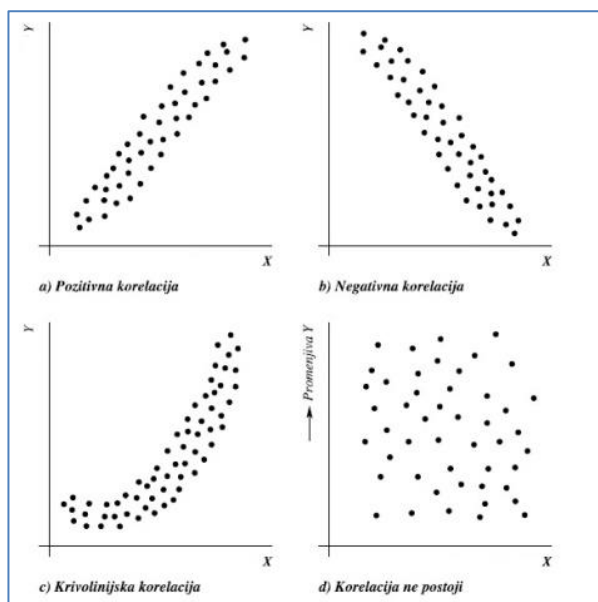 Y
X
a) Pozitivna korelacija
Y
X
b) Negativna korelacija
Y
X
c) Krivolinijska korelacija
Promenjiva Y
X
d) Korelacija ne postoji